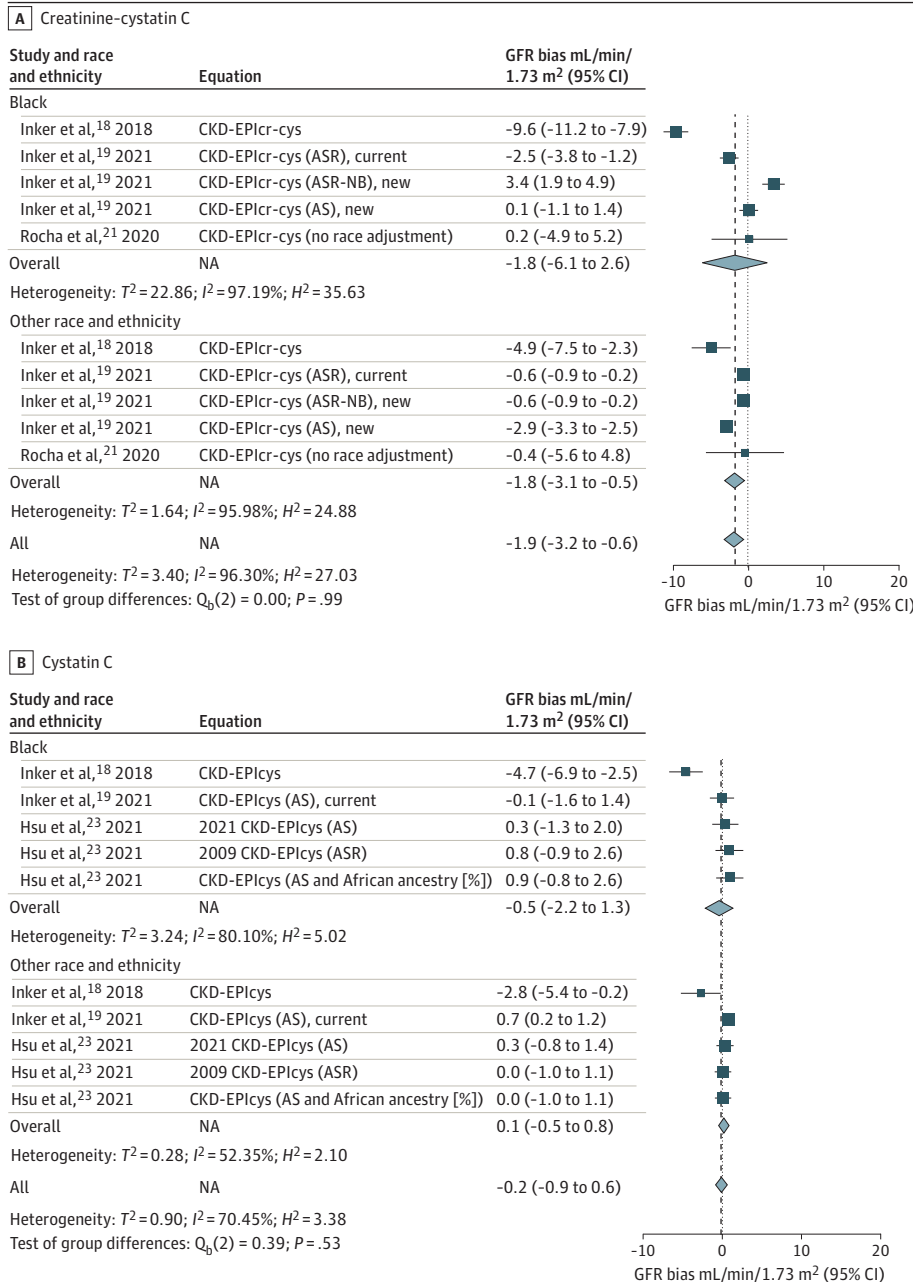 A Creatinine-cystatin C
Study and race and ethnicity Equation GFR bias mL/min/1.73 m² (95% CI)
Black
Inker et al,¹⁸ 2018 CKD-EPIcr-cys -9.6 (-11.2 to -7.9)
Inker et al,¹⁹ 2021 CKD-EPIcr-cys (ASR), current -2.5 (-3.8 to -1.2)
Inker et al,¹⁹ 2021 CKD-EPIcr-cys (ASR-NB), new 3.4 (1.9 to 4.9)
Inker et al,¹⁹ 2021 CKD-EPIcr-cys (AS), new 0.1 (-1.1 to 1.4)
Rocha et al,²¹ 2020 CKD-EPIcr-cys (no race adjustment) 0.2 (-4.9 to 5.2)
Overall NA -1.8 (-6.1 to 2.6)
Heterogeneity: T² = 22.86; I² = 97.19%; H² = 35.63
Other race and ethnicity
Inker et al,¹⁸ 2018 CKD-EPIcr-cys -4.9 (-7.5 to -2.3)
Inker et al,¹⁹ 2021 CKD-EPIcr-cys (ASR), current -0.6 (-0.9 to -0.2)
Inker et al,¹⁹ 2021 CKD-EPIcr-cys (ASR-NB), new -0.6 (-0.9 to -0.2)
Inker et al,¹⁹ 2021 CKD-EPIcr-cys (AS), new -2.9 (-3.3 to -2.5)
Rocha et al,²¹ 2020 CKD-EPIcr-cys (no race adjustment) -0.4 (-5.6 to 4.8)
Overall NA -1.8 (-3.1 to -0.5)
Heterogeneity: T² = 1.64; I² = 95.98%; H² = 24.88
All NA -1.9 (-3.2 to -0.6)
Heterogeneity: T² = 3.40; I² = 96.30%; H² = 27.03
Test of group differences: Q_b(2) = 0.00; P = .99
-10 0 10 20
GFR bias mL/min/1.73 m² (95% CI)
B Cystatin C
Study and race and ethnicity Equation GFR bias mL/min/1.73 m² (95% CI)
Black
Inker et al,¹⁸ 2018 CKD-EPIcys -4.7 (-6.9 to -2.5)
Inker et al,¹⁹ 2021 CKD-EPIcys (AS), current -0.1 (-1.6 to 1.4)
Hsu et al,²³ 2021 2021 CKD-EPIcys (AS) 0.3 (-1.3 to 2.0)
Hsu et al,²³ 2021 2009 CKD-EPIcys (ASR) 0.8 (-0.9 to 2.6)
Hsu et al,²³ 2021 CKD-EPIcys (AS and African ancestry [%]) 0.9 (-0.8 to 2.6)
Overall NA -0.5 (-2.2 to 1.3)
Heterogeneity: T² = 3.24; I² = 80.10%; H² = 5.02
Other race and ethnicity
Inker et al,¹⁸ 2018 CKD-EPIcys -2.8 (-5.4 to -0.2)
Inker et al,¹⁹ 2021 CKD-EPIcys (AS), current 0.7 (0.2 to 1.2)
Hsu et al,²³ 2021 2021 CKD-EPIcys (AS) 0.3 (-0.8 to 1.4)
Hsu et al,²³ 2021 2009 CKD-EPIcys (ASR) 0.0 (-1.0 to 1.1)
Hsu et al,²³ 2021 CKD-EPIcys (AS and African ancestry [%]) 0.0 (-1.0 to 1.1)
Overall NA 0.1 (-0.5 to 0.8)
Heterogeneity: T² = 0.28; I² = 52.35%; H² = 2.10
All NA -0.2 (-0.9 to 0.6)
Heterogeneity: T² = 0.90; I² = 70.45%; H² = 3.38
Test of group differences: Q_b(2) = 0.39; P = .53
-10 0 10 20
GFR bias mL/min/1.73 m² (95% CI)